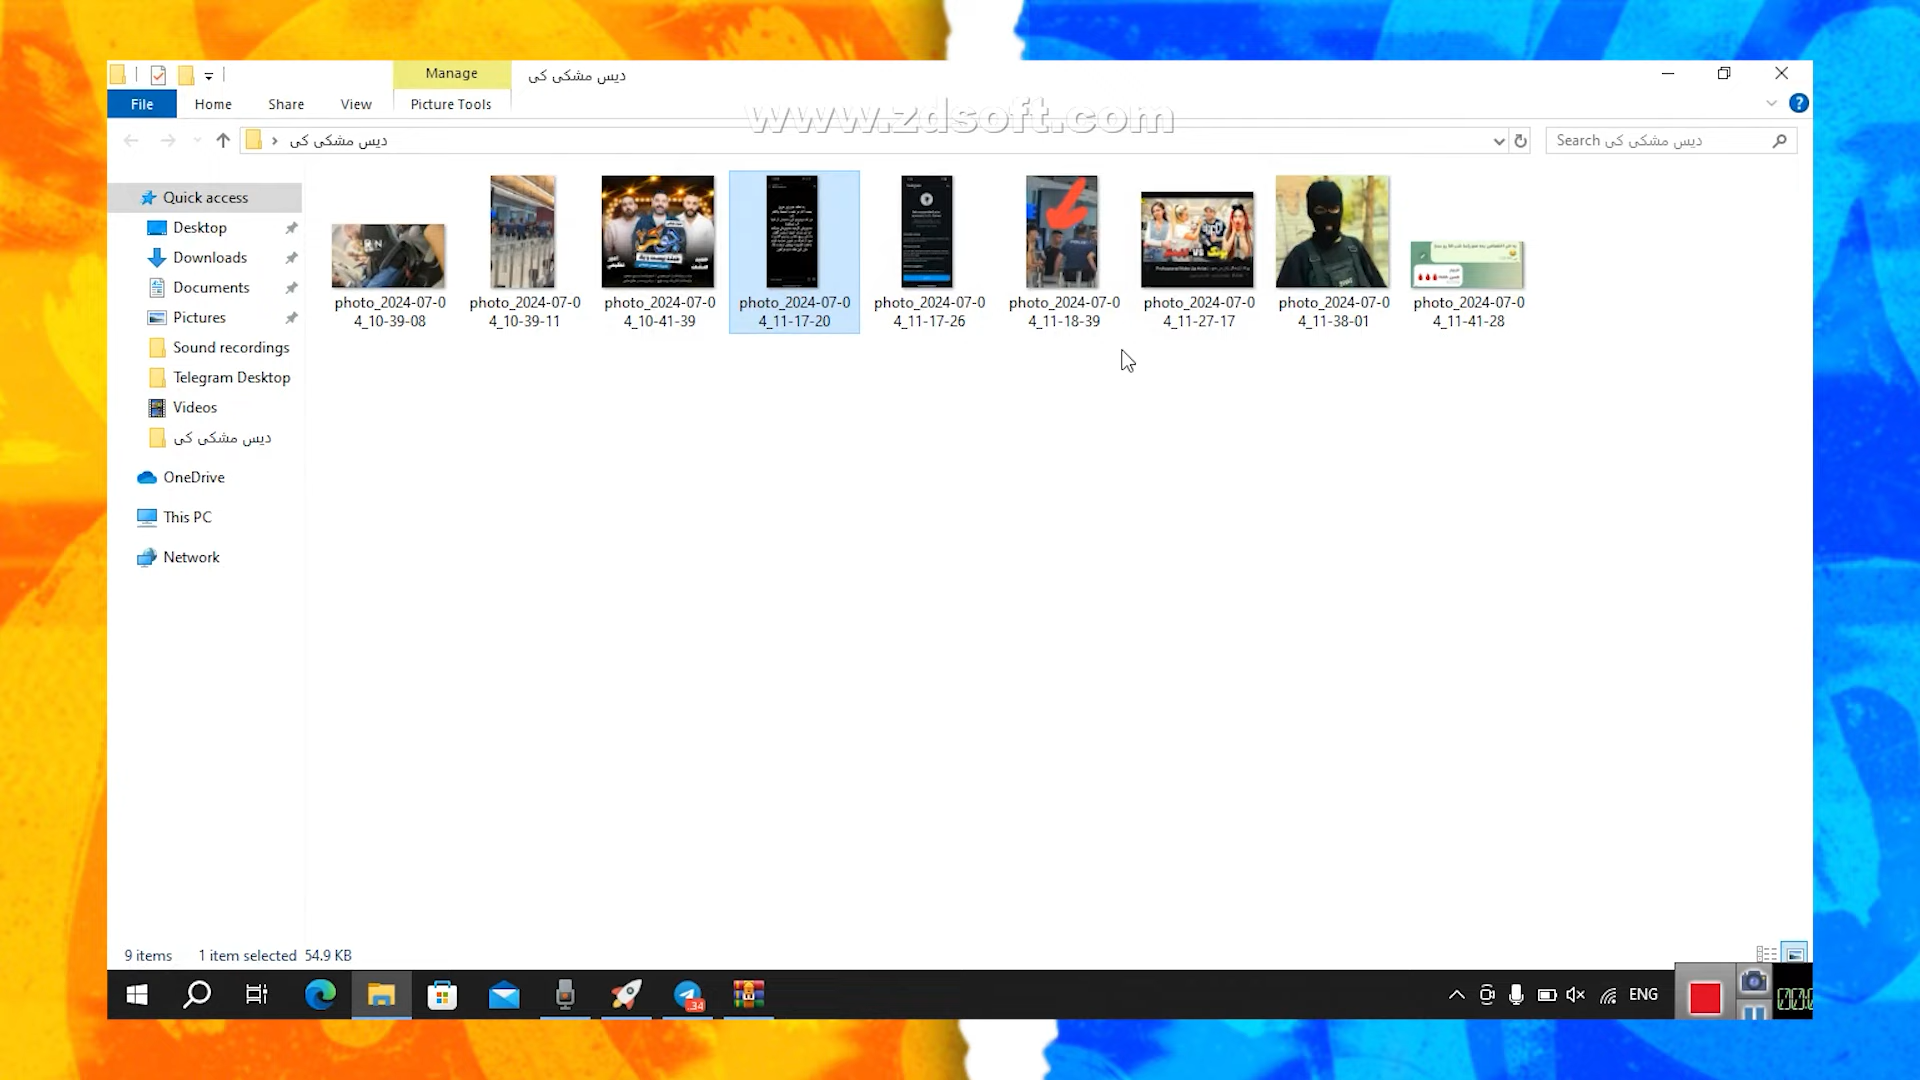 Manage
دیس مشکی کی
File
Home
Share
View
Picture Tools
www.zdsoft.com
دیس مشکی کی
Search دیس مشکی کی
Quick access
Desktop
Downloads
Documents
Pictures
Sound recordings
Telegram Desktop
Videos
دیس مشکی کی
OneDrive
This PC
Network
photo_2024-07-0
4_10-39-08
photo_2024-07-0
4_10-39-11
photo_2024-07-0
4_10-41-39
photo_2024-07-0
4_11-17-20
photo_2024-07-0
4_11-17-26
photo_2024-07-0
4_11-18-39
photo_2024-07-0
4_11-27-17
photo_2024-07-0
4_11-38-01
photo_2024-07-0
4_11-41-28
9 items
1 item selected 54.9 KB
34
ENG